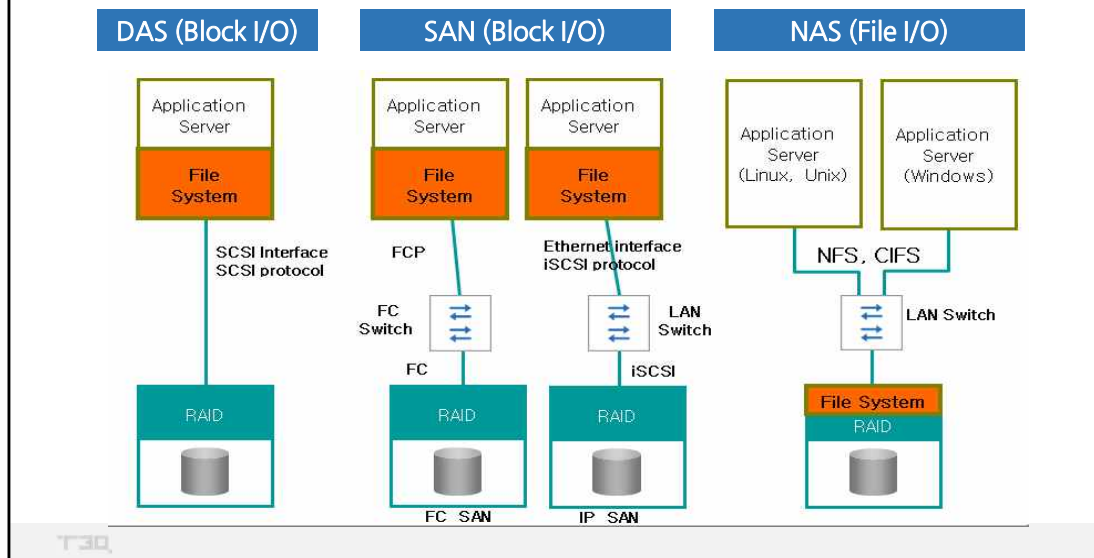 DAS (Block I/O)
SAN (Block I/O)
NAS (File I/O)
Application
Server
File
System
SCSI Interface
SCSI protocol
RAID
Application
Server
File
System
FCP
FC
Switch
FC
RAID
FC SAN
Application
Server
File
System
Ethernet interface
iSCSI protocol
LAN
Switch
iSCSI
RAID
IP SAN
Application
Server
(Linux, Unix)
Application
Server
(Windows)
NFS, CIFS
LAN Switch
File System
RAID
T3Q